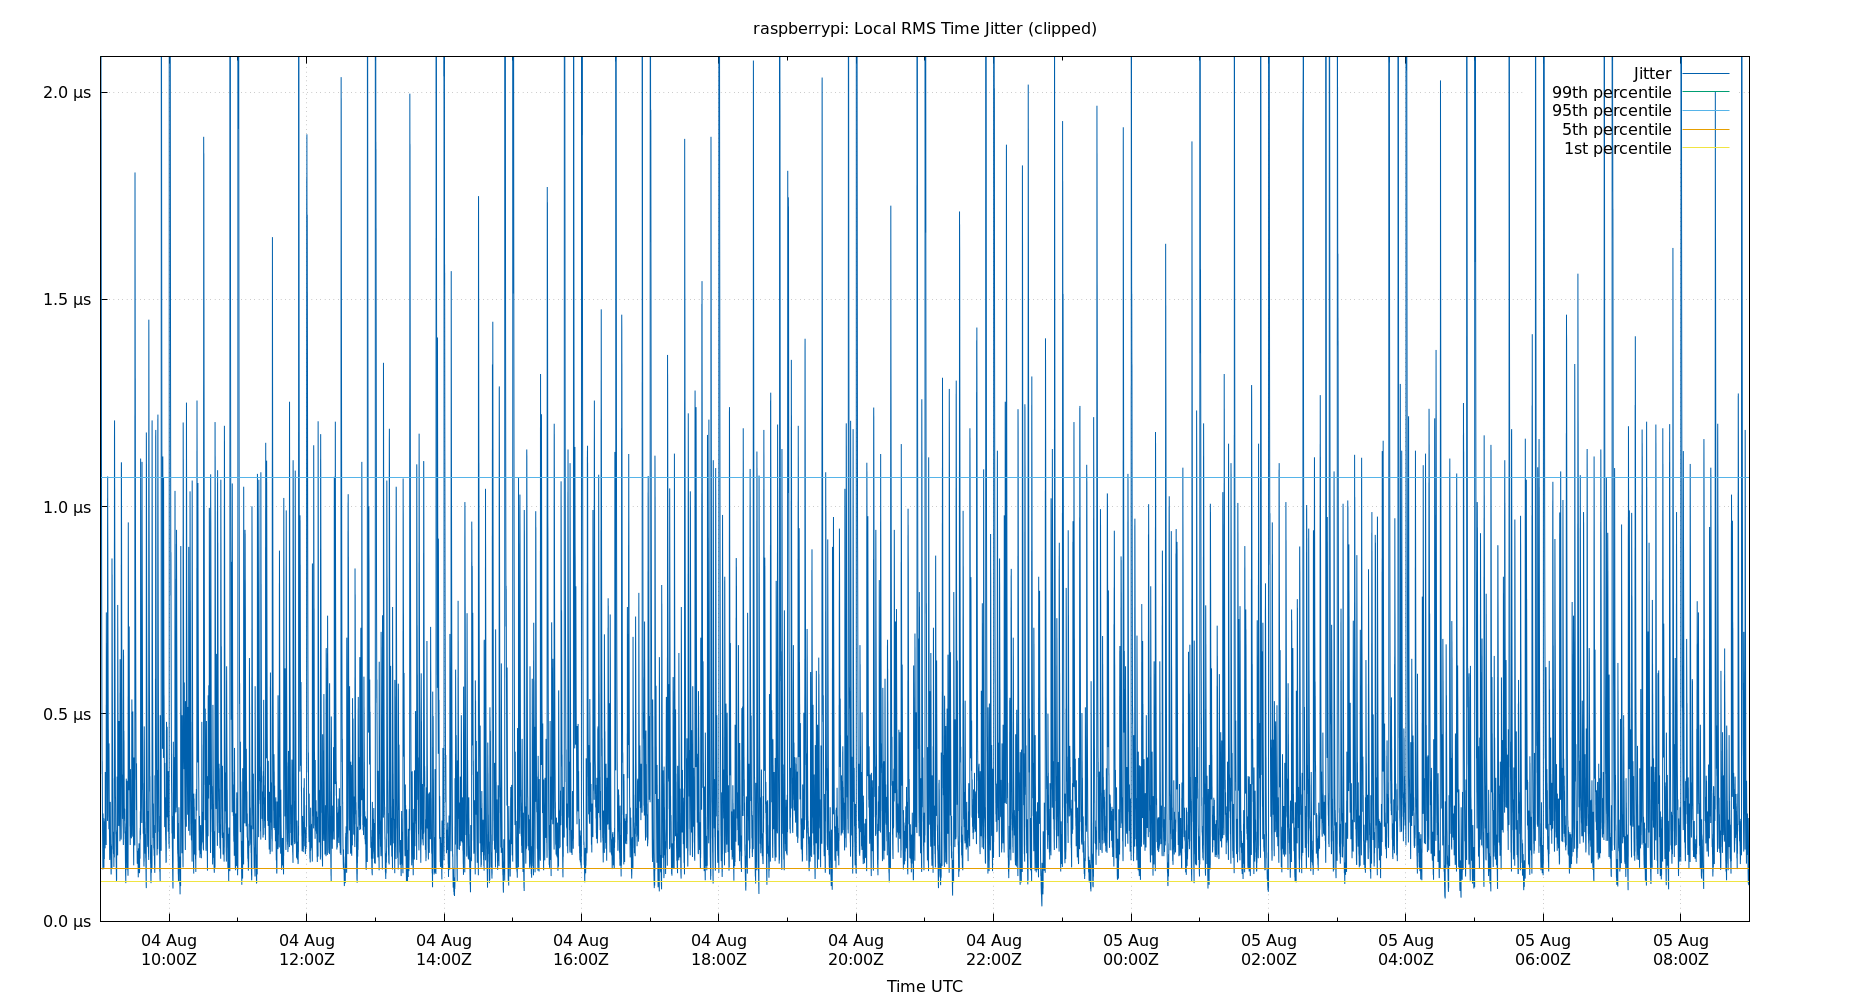 raspberrypi: Local RMS Time Jitter (clipped)
Jitter
99th percentile
95th percentile
5th percentile
1st percentile
2.0 µs
1.5 µs
1.0 µs
0.5 µs
0.0 µs
04 Aug 04 Aug 04 Aug 04 Aug 04 Aug 04 Aug 04 Aug 05 Aug 05 Aug 05 Aug 05 Aug 05 Aug
10:00Z 12:00Z 14:00Z 16:00Z 18:00Z 20:00Z 22:00Z 00:00Z 02:00Z 04:00Z 06:00Z 08:00Z
Time UTC